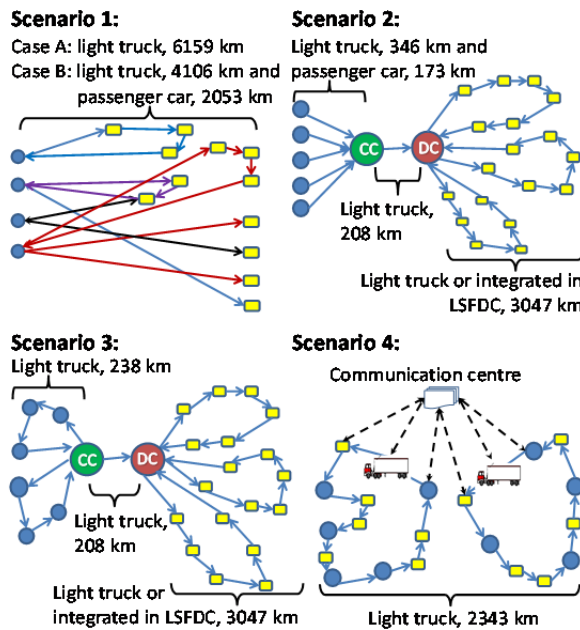 Scenario 1:
Case A: light truck, 6159 km
Case B: light truck, 4106 km and
passenger car, 2053 km
Scenario 2:
Light truck, 346 km and
passenger car, 173 km
CC
DC
Light truck,
208 km
Light truck or integrated in
LSFDC, 3047 km
Scenario 3:
Light truck, 238 km
CC
DC
Light truck,
208 km
Light truck or
integrated in LSFDC, 3047 km
Scenario 4:
Communication centre
Light truck, 2343 km